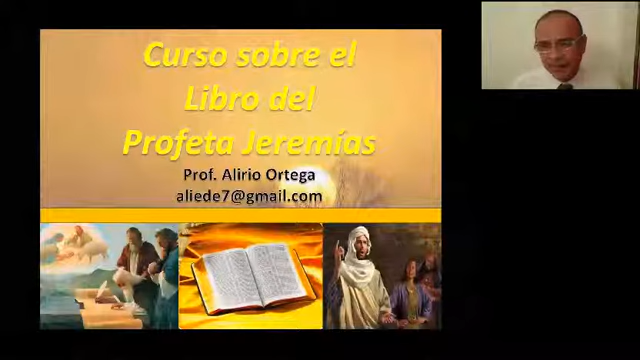 Curso sobre el
Libro del
Profeta Jeremías
Prof. Alirio Ortega
aliede7@gmail.com